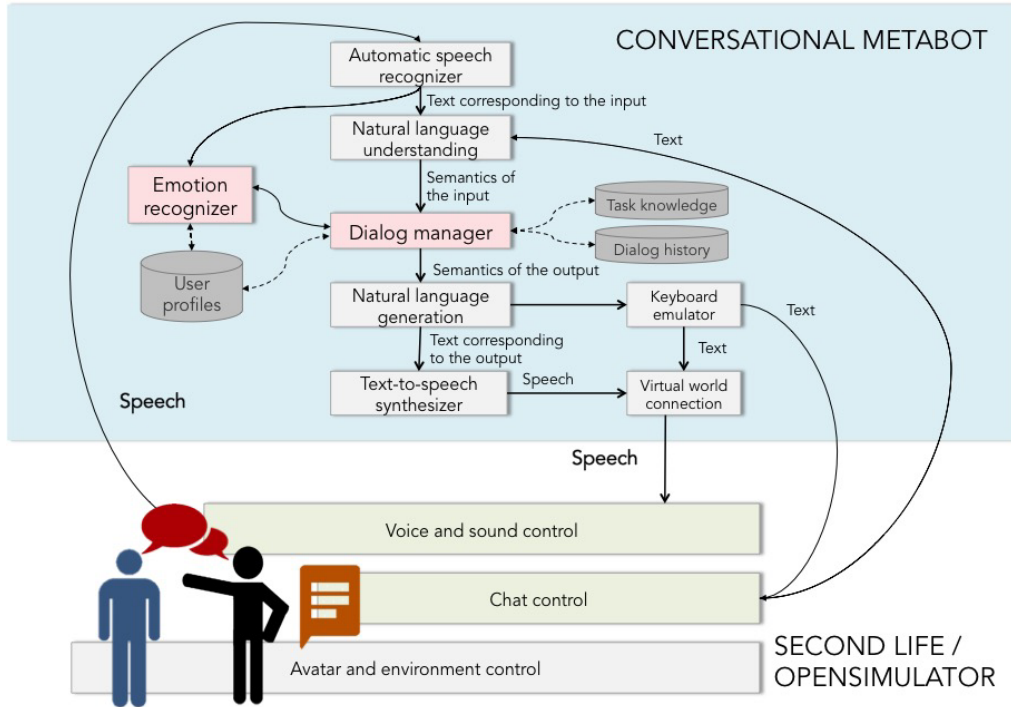 CONVERSATIONAL METABOT
Automatic speech
recognizer
Text corresponding to the input
Natural language
understanding
Text
Semantics of
the input
Emotion
recognizer
Task knowledge
Dialog manager
Dialog history
User
profiles
Semantics of the output
Natural language
generation
Keyboard
emulator
Text
Text corresponding
to the output
Text
Text-to-speech
synthesizer
Speech
Virtual world
connection
Speech
Speech
Voice and sound control
Chat control
Avatar and environment control
SECOND LIFE /
OPENSIMULATOR